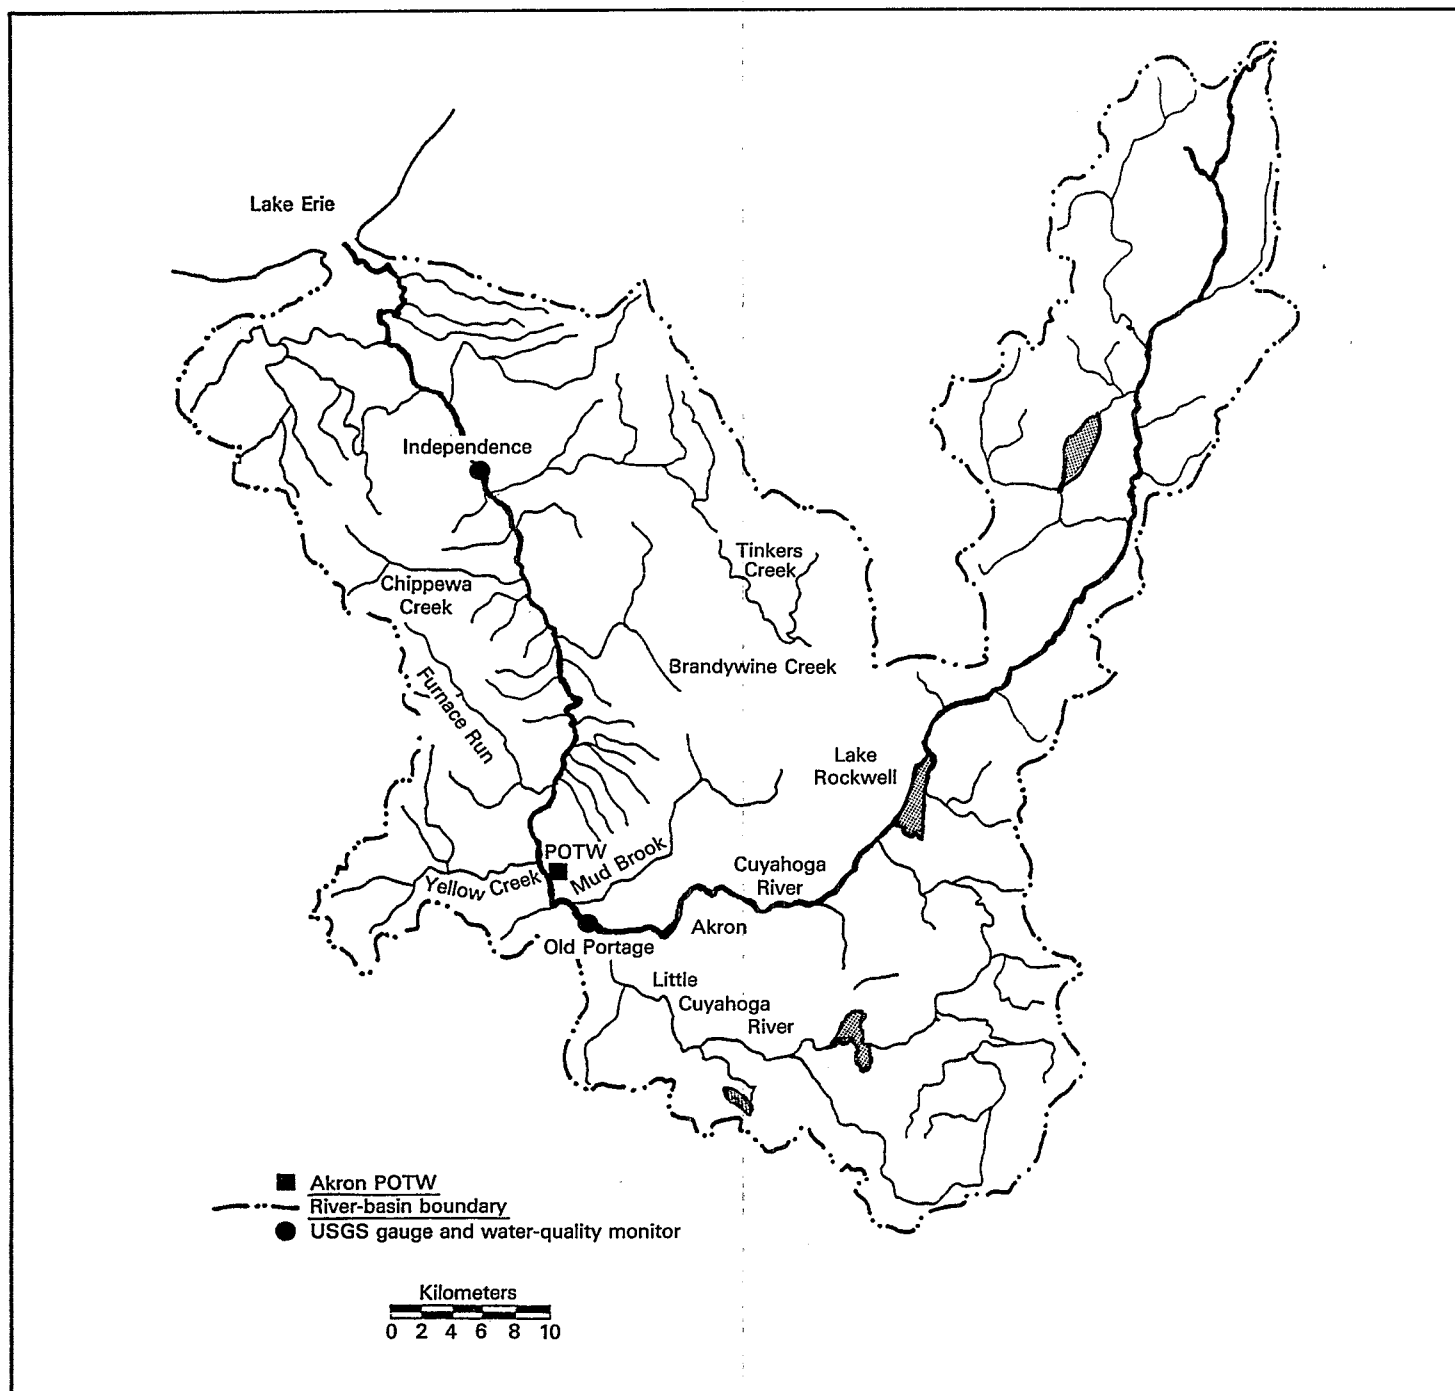 Lake Erie
Independence
Tinkers
Creek
Chippewa
Creek
Brandywine Creek
Furnace Run
Lake
Rockwell
POTW
Mud Brook
Cuyahoga
River
Yellow Creek
Akron
Old Portage
Little
Cuyahoga
River
Akron POTW
River-basin boundary
USGS gauge and water-quality monitor
Kilometers
0 2 4 6 8 10